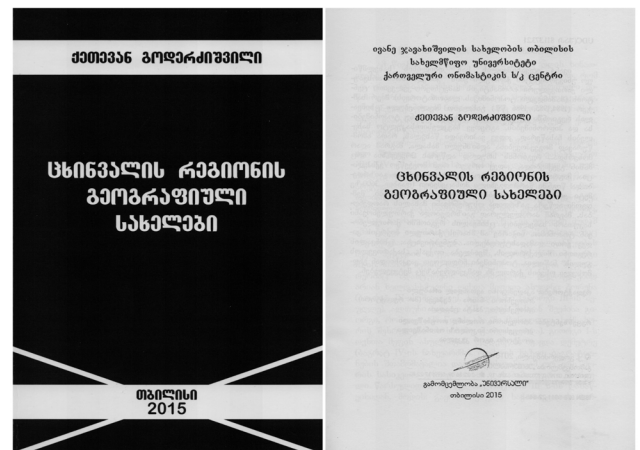 ქეთევან გოდერძიშვილი
ცხინვალის რეგიონის
გეოგრაფიული
სახელები
თბილისი
2015
ივანე ჯავახიშვილის სახელობის თბილისის
სახელმწიფო უნივერსიტეტი
ქართველური ონომასტიკის ს/კ ცენტრი
ქეთევან გოდერძიშვილი
ცხინვალის რეგიონის
გეოგრაფიული სახელები
გამომცემლობა „უნივერსალი“
თბილისი 2015